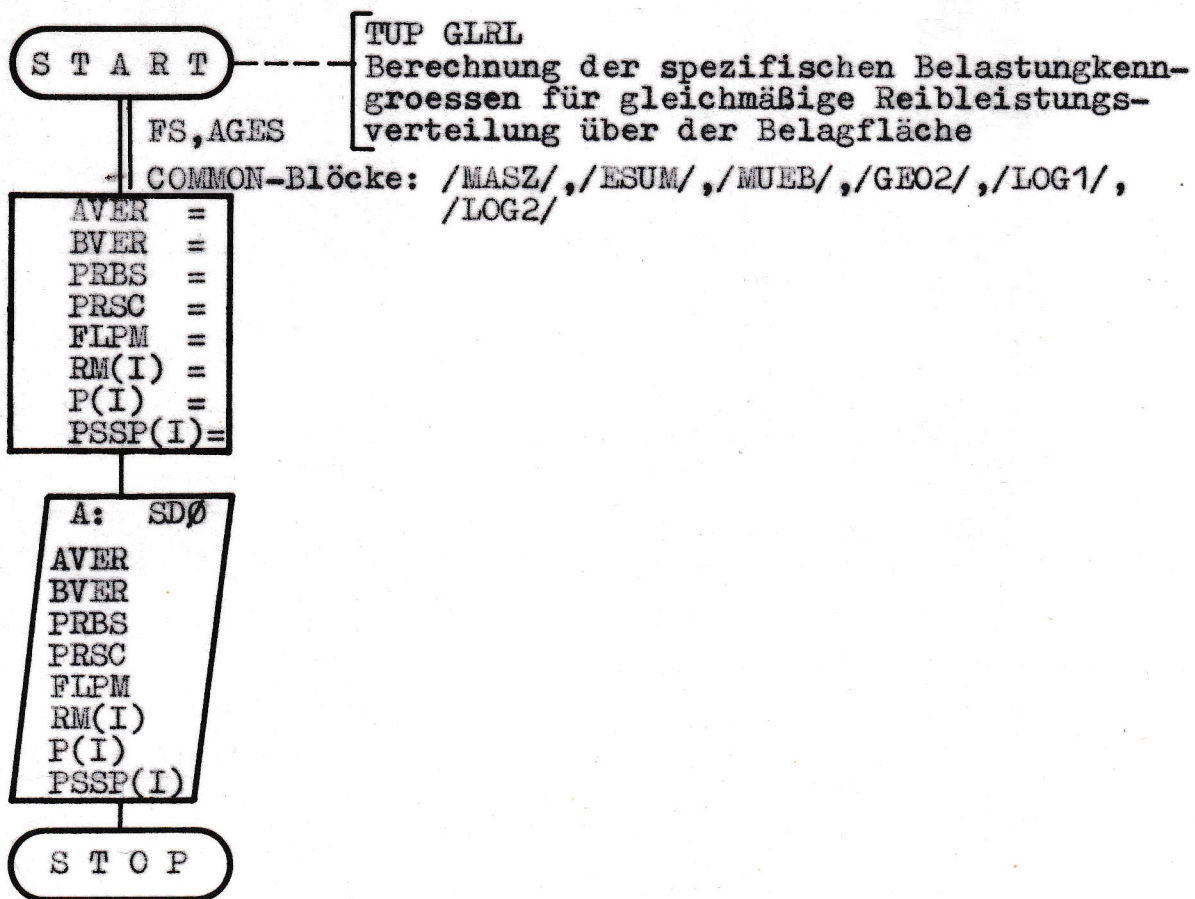 S T A R T
TUP GLRL
Berechnung der spezifischen Belastungkenn-
groessen für gleichmäßige Reibleistungs-
verteilung über der Belagfläche
FS,AGES
COMMON-Blöcke: /MASZ/,/ESUM/,/MUEB/,/GEO2/,/LOG1/,
/LOG2/
AVER =
BVER =
PRBS =
PRSC =
FLPM =
RM(I) =
P(I) =
PSSP(I)=
A: SDØ
AVER
BVER
PRBS
PRSC
FLPM
RM(I)
P(I)
PSSP(I)
S T O P